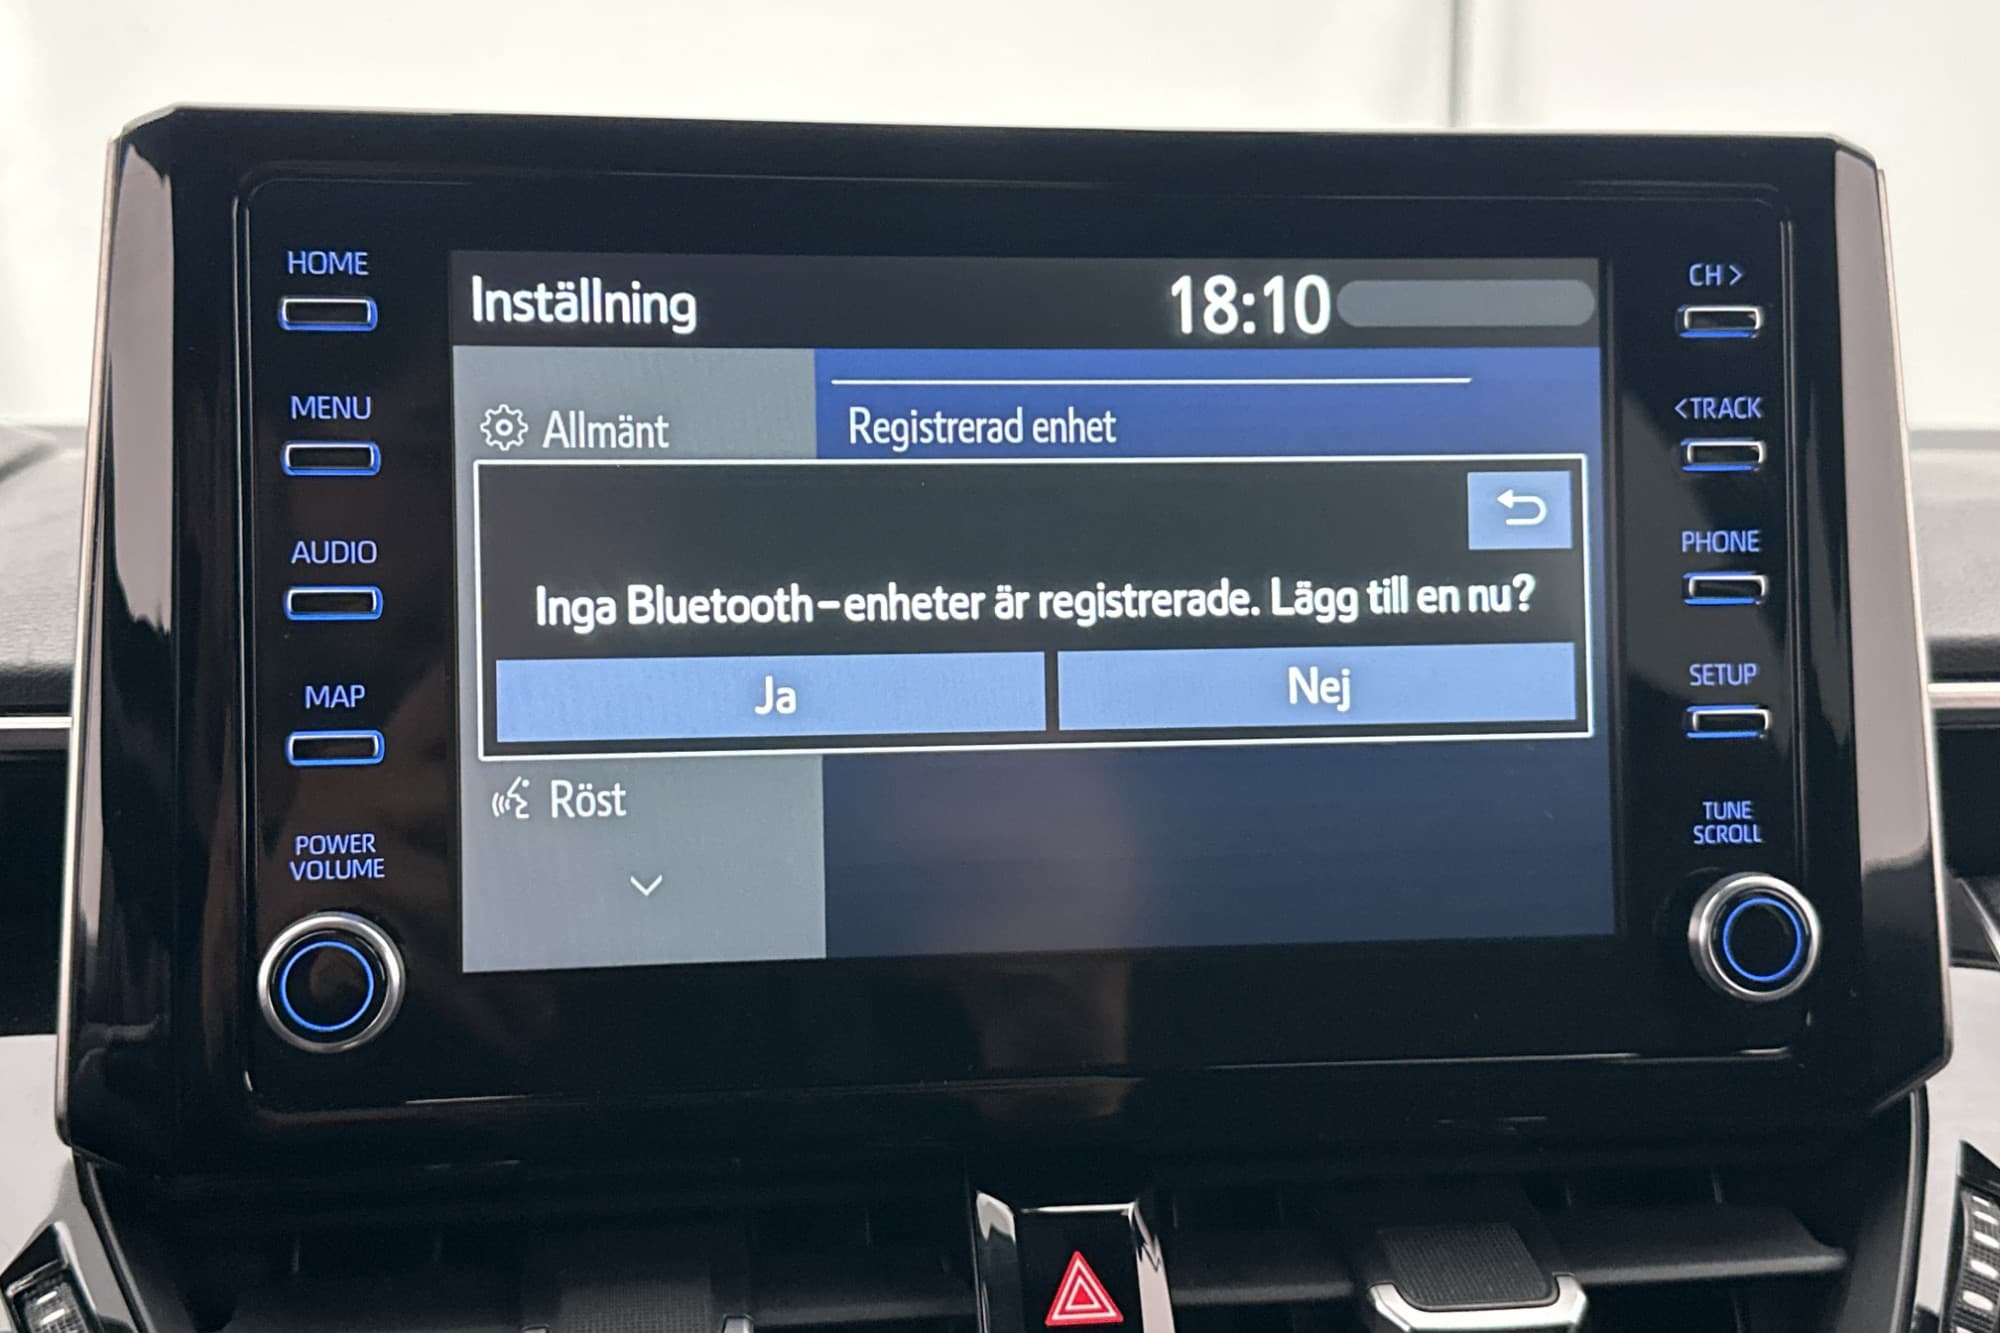 HOME
MENU
AUDIO
MAP
POWER
VOLUME
Inställning
18:10
Allmänt
Registrerad enhet
Inga Bluetooth-enheter är registrerade. Lägg till en nu?
Ja
Nej
Röst
CH>
<TRACK
PHONE
SETUP
TUNE
SCROLL